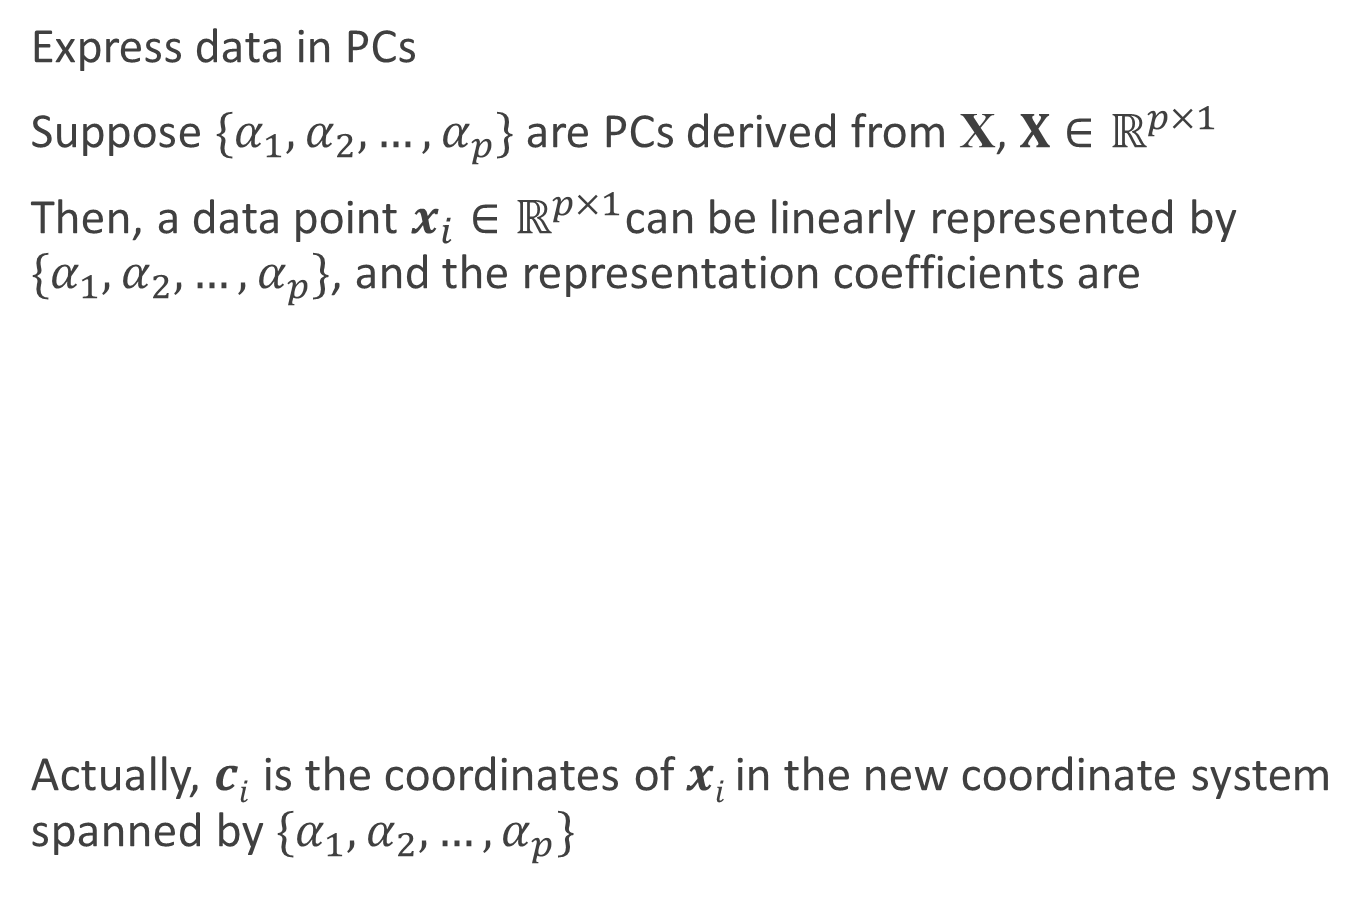 Express data in PCs
Suppose {α₁, α₂, … , αₚ} are PCs derived from 𝐗, 𝐗 ∈ ℝᵖˣ¹
Then, a data point 𝒙ᵢ ∈ ℝᵖˣ¹ can be linearly represented by
{α₁, α₂, … , αₚ}, and the representation coefficients are
Actually, 𝒄ᵢ is the coordinates of 𝒙ᵢ in the new coordinate system
spanned by {α₁, α₂, … , αₚ}